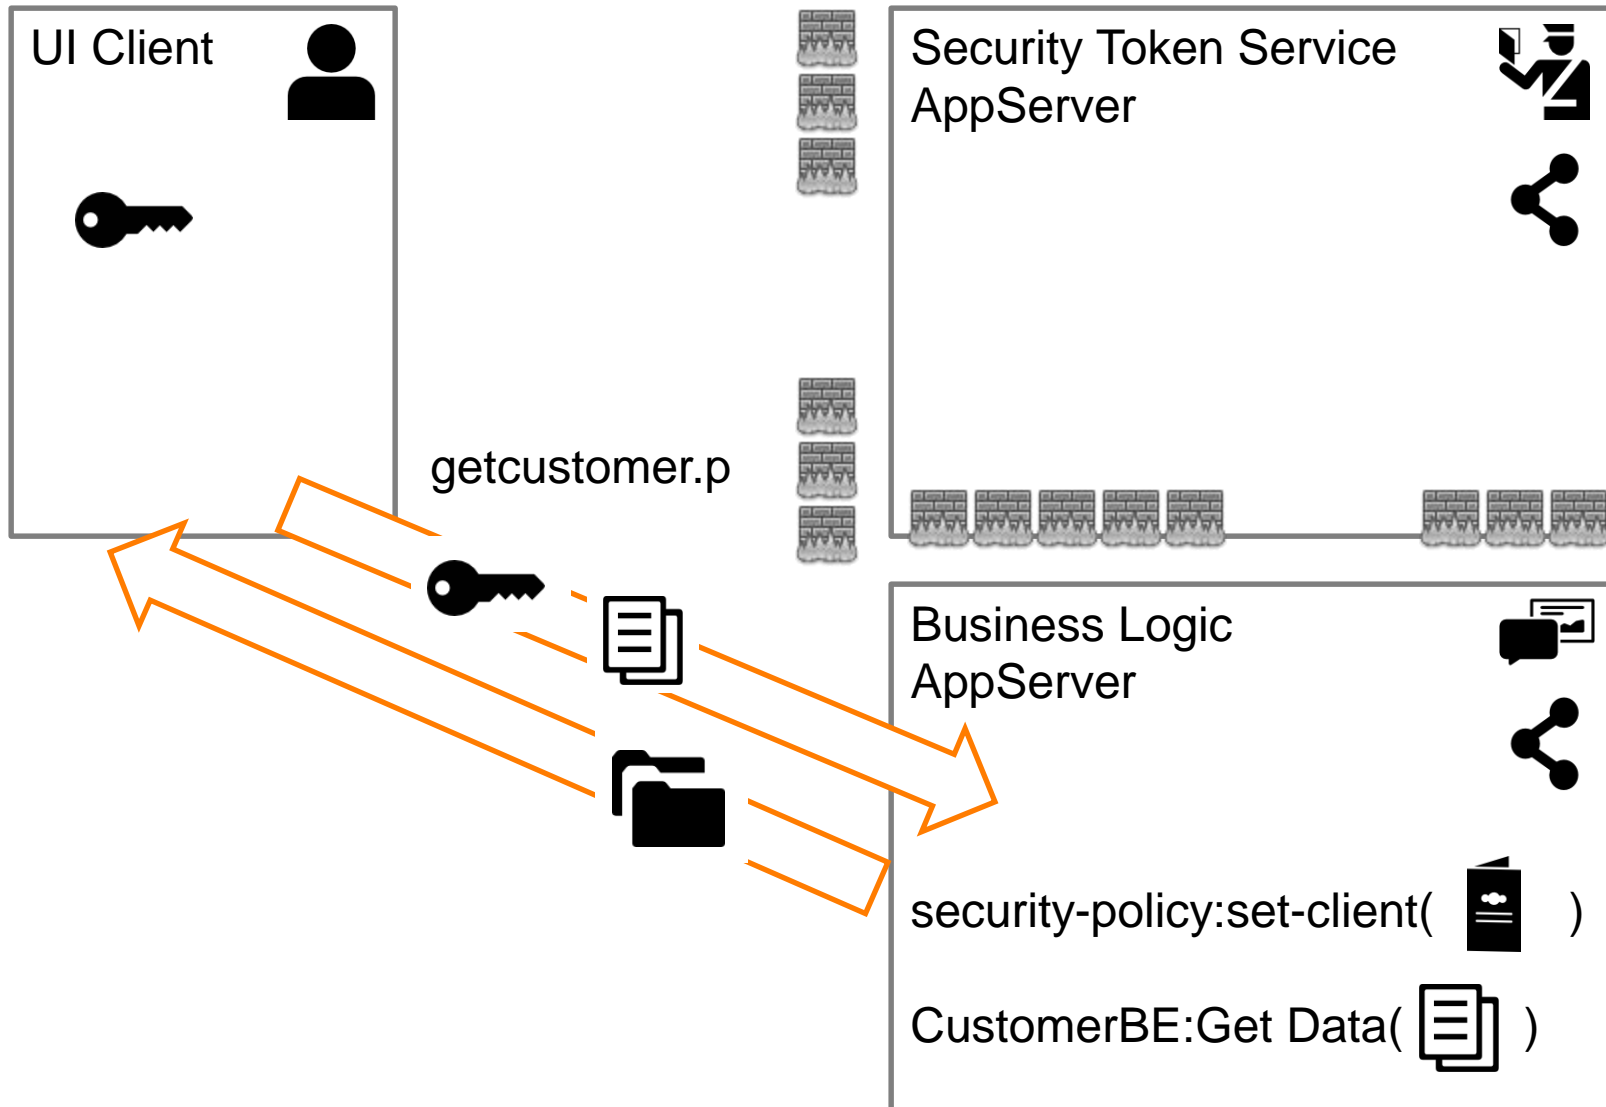 UI Client
Security Token Service
AppServer
getcustomer.p
Business Logic
AppServer
security-policy:set-client( )
CustomerBE:Get Data( )